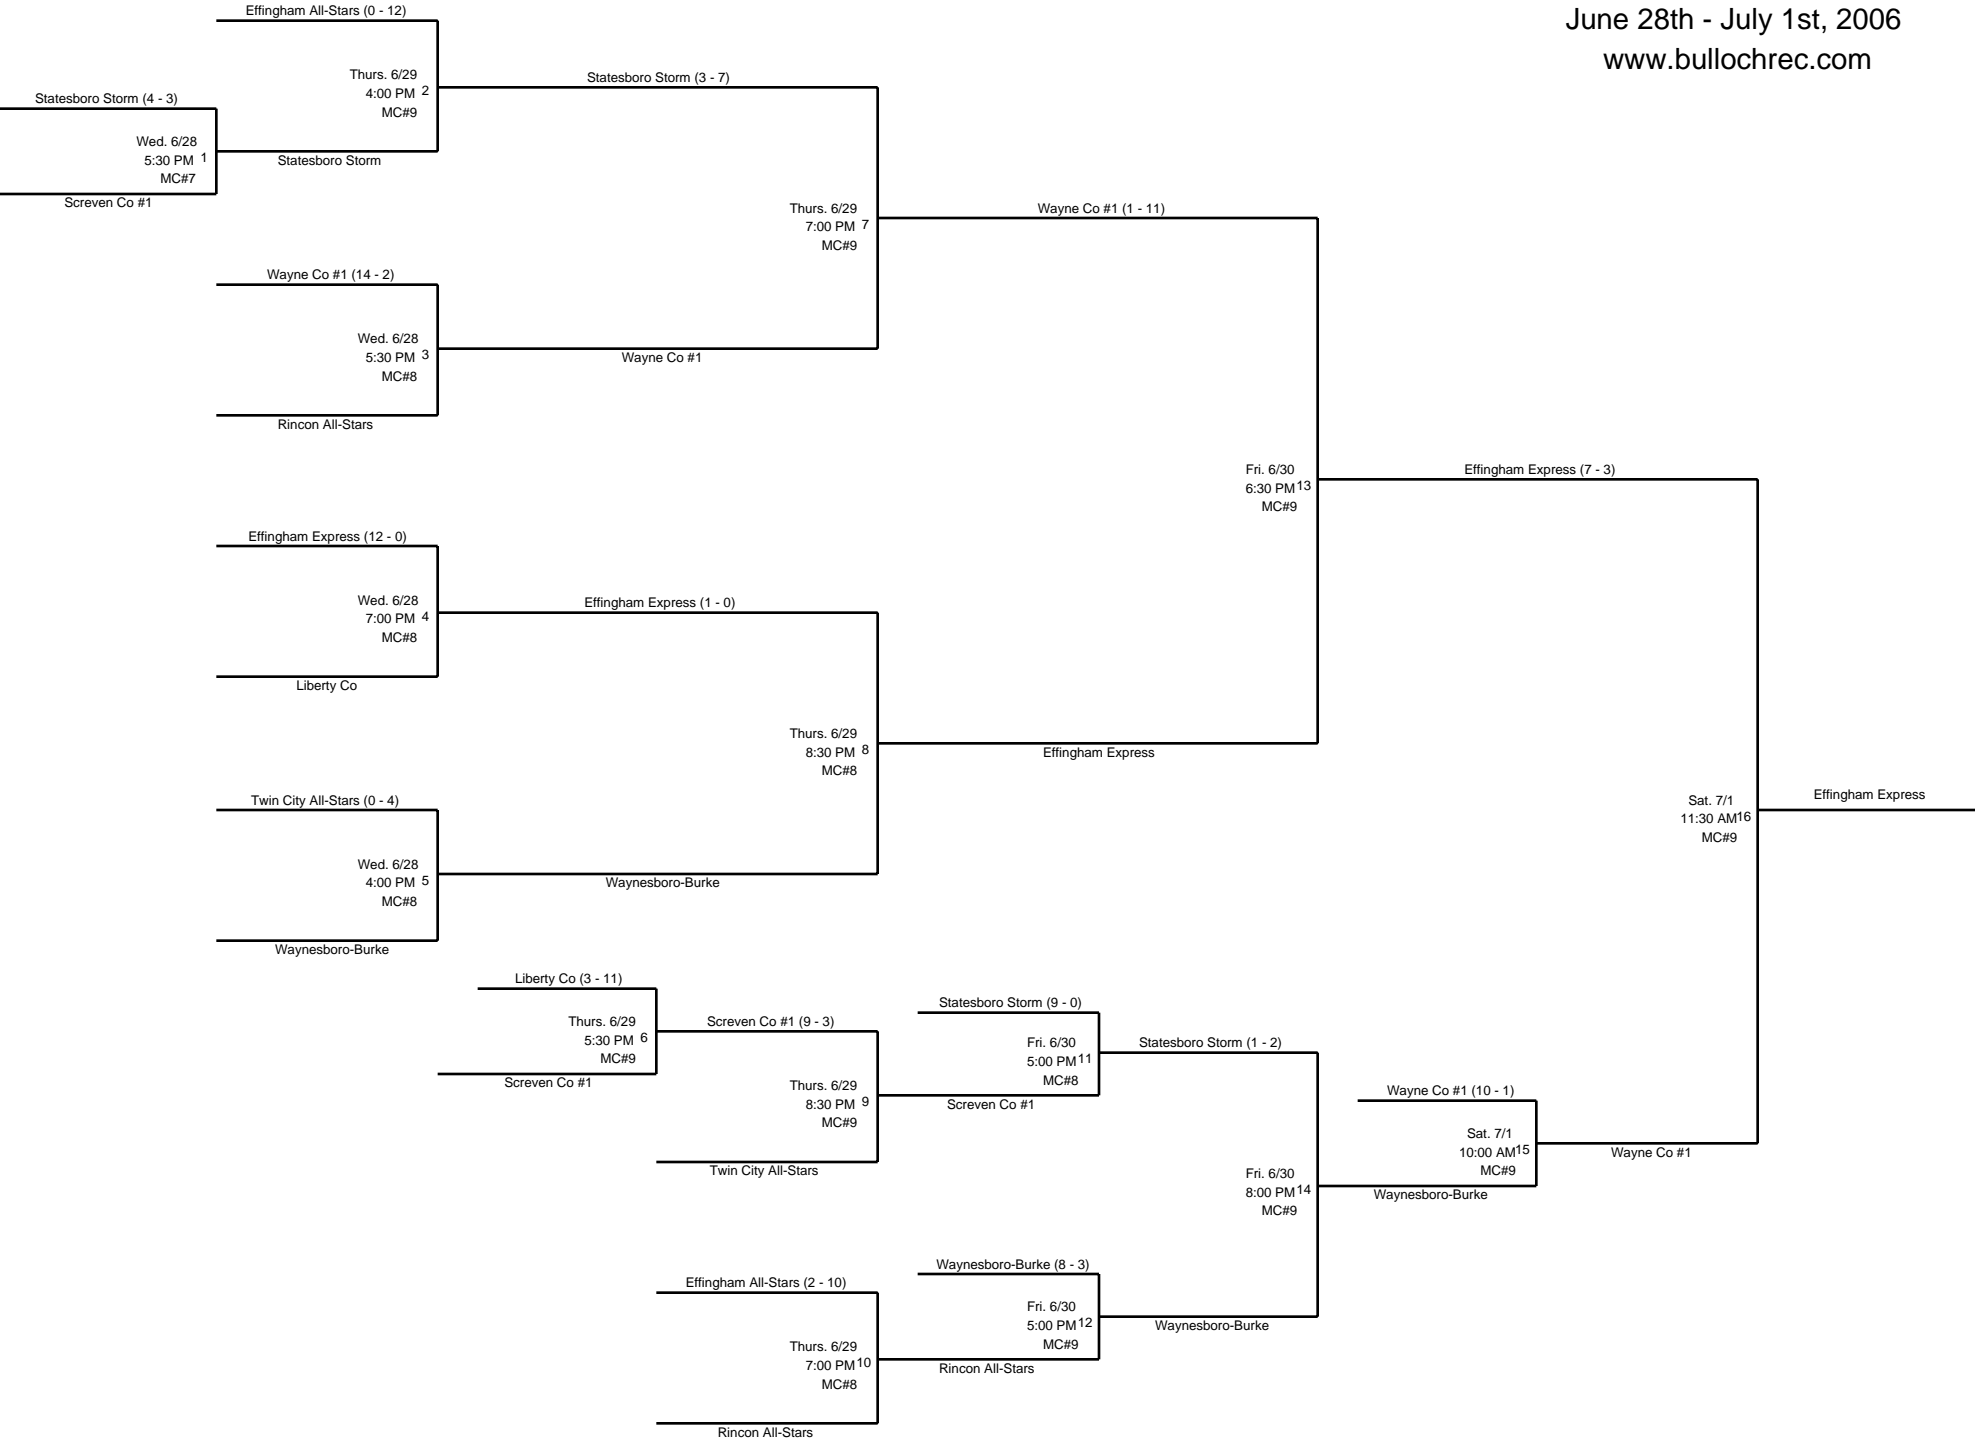 June 28th - July 1st, 2006
www.bullochrec.com
Effingham All-Stars (0 - 12)
Thurs. 6/29
4:00 PM 2
MC#9
Statesboro Storm (3 - 7)
Statesboro Storm (4 - 3)
Wed. 6/28
5:30 PM 1
MC#7
Statesboro Storm
Screven Co #1
Thurs. 6/29
7:00 PM 7
MC#9
Wayne Co #1 (1 - 11)
Wayne Co #1 (14 - 2)
Wed. 6/28
5:30 PM 3
MC#8
Wayne Co #1
Rincon All-Stars
Fri. 6/30
6:30 PM 13
MC#9
Effingham Express (7 - 3)
Effingham Express (12 - 0)
Wed. 6/28
7:00 PM 4
MC#8
Effingham Express (1 - 0)
Liberty Co
Thurs. 6/29
8:30 PM 8
MC#8
Effingham Express
Twin City All-Stars (0 - 4)
Sat. 7/1
11:30 AM 16
MC#9
Effingham Express
Wed. 6/28
4:00 PM 5
MC#8
Waynesboro-Burke
Waynesboro-Burke
Liberty Co (3 - 11)
Thurs. 6/29
5:30 PM 6
MC#9
Screven Co #1 (9 - 3)
Screven Co #1
Statesboro Storm (9 - 0)
Fri. 6/30
5:00 PM 11
MC#8
Statesboro Storm (1 - 2)
Thurs. 6/29
8:30 PM 9
MC#9
Screven Co #1
Twin City All-Stars
Wayne Co #1 (10 - 1)
Sat. 7/1
10:00 AM 15
MC#9
Wayne Co #1
Fri. 6/30
8:00 PM 14
MC#9
Waynesboro-Burke
Waynesboro-Burke (8 - 3)
Effingham All-Stars (2 - 10)
Fri. 6/30
5:00 PM 12
MC#9
Waynesboro-Burke
Thurs. 6/29
7:00 PM 10
MC#8
Rincon All-Stars
Rincon All-Stars